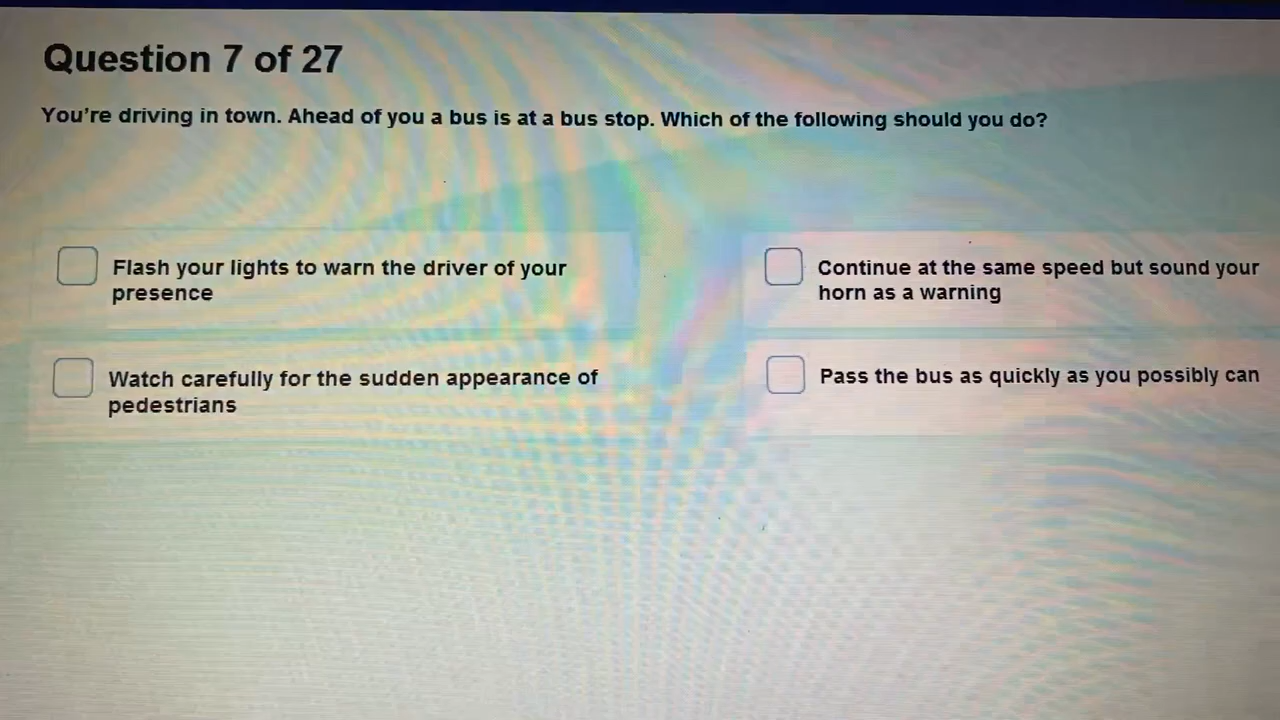 Question 7 of 27
You're driving in town. Ahead of you a bus is at a bus stop. Which of the following should you do?
Flash your lights to warn the driver of your
presence
Continue at the same speed but sound your
horn as a warning
Watch carefully for the sudden appearance of
pedestrians
Pass the bus as quickly as you possibly can